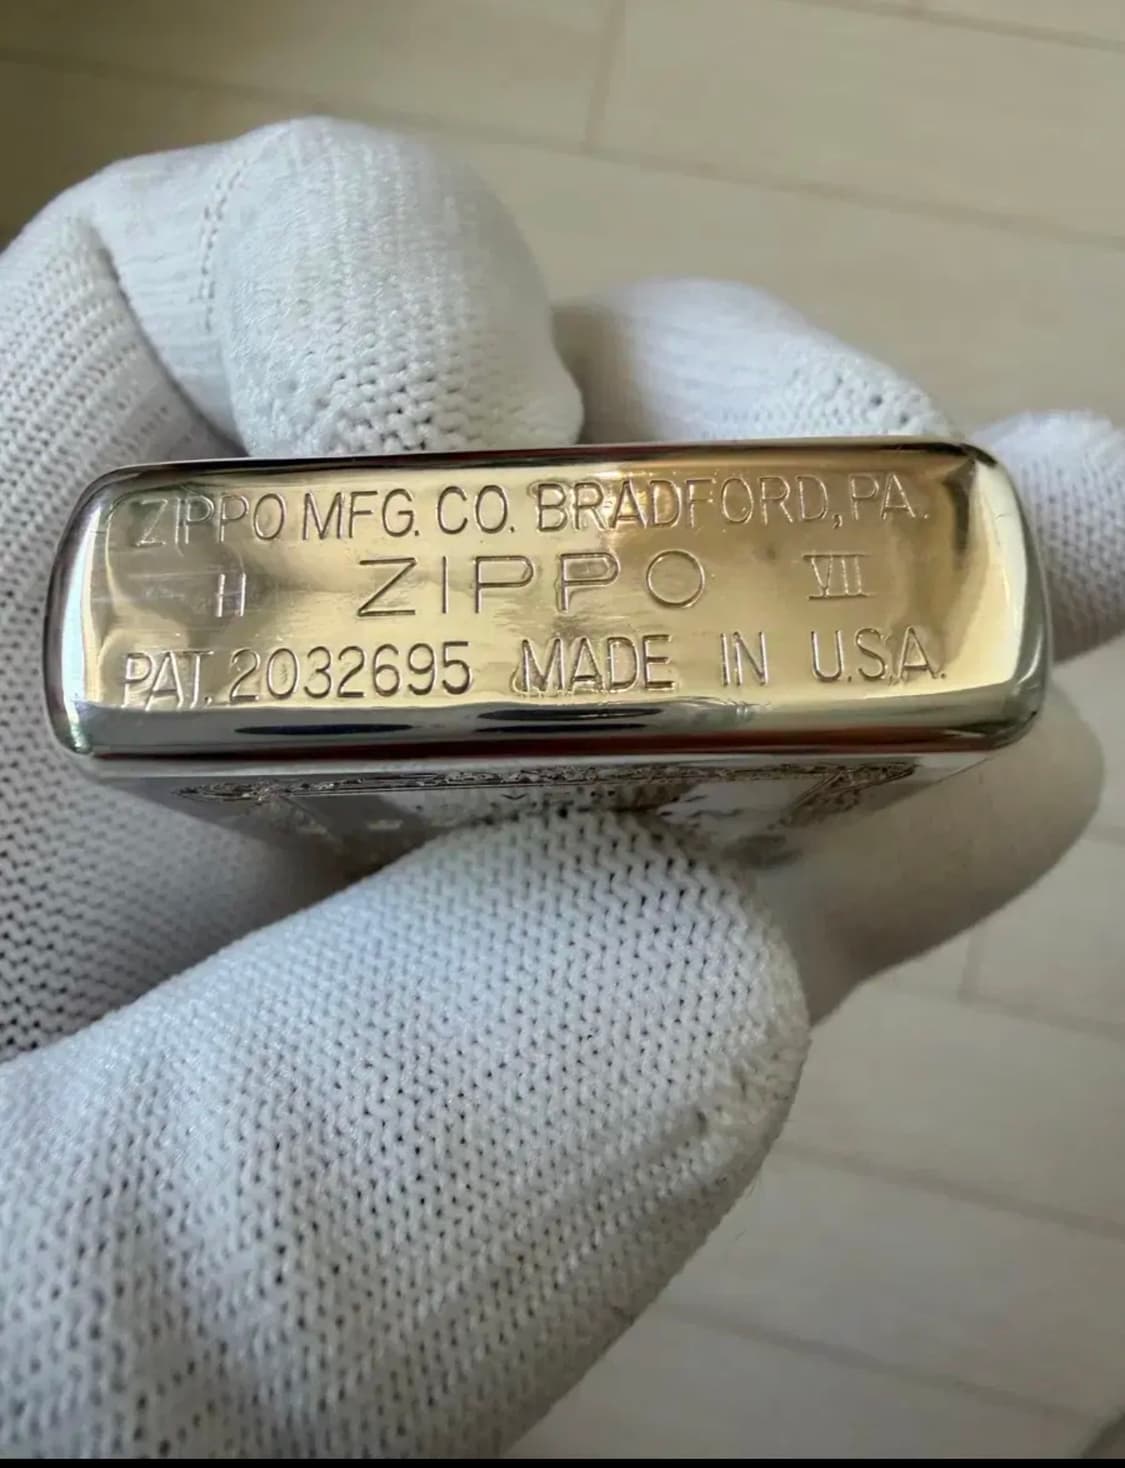 ZIPPO MFG. CO. BRADFORD, PA.
H ZIPPO VII
PAT. 2032695 MADE IN U.S.A.